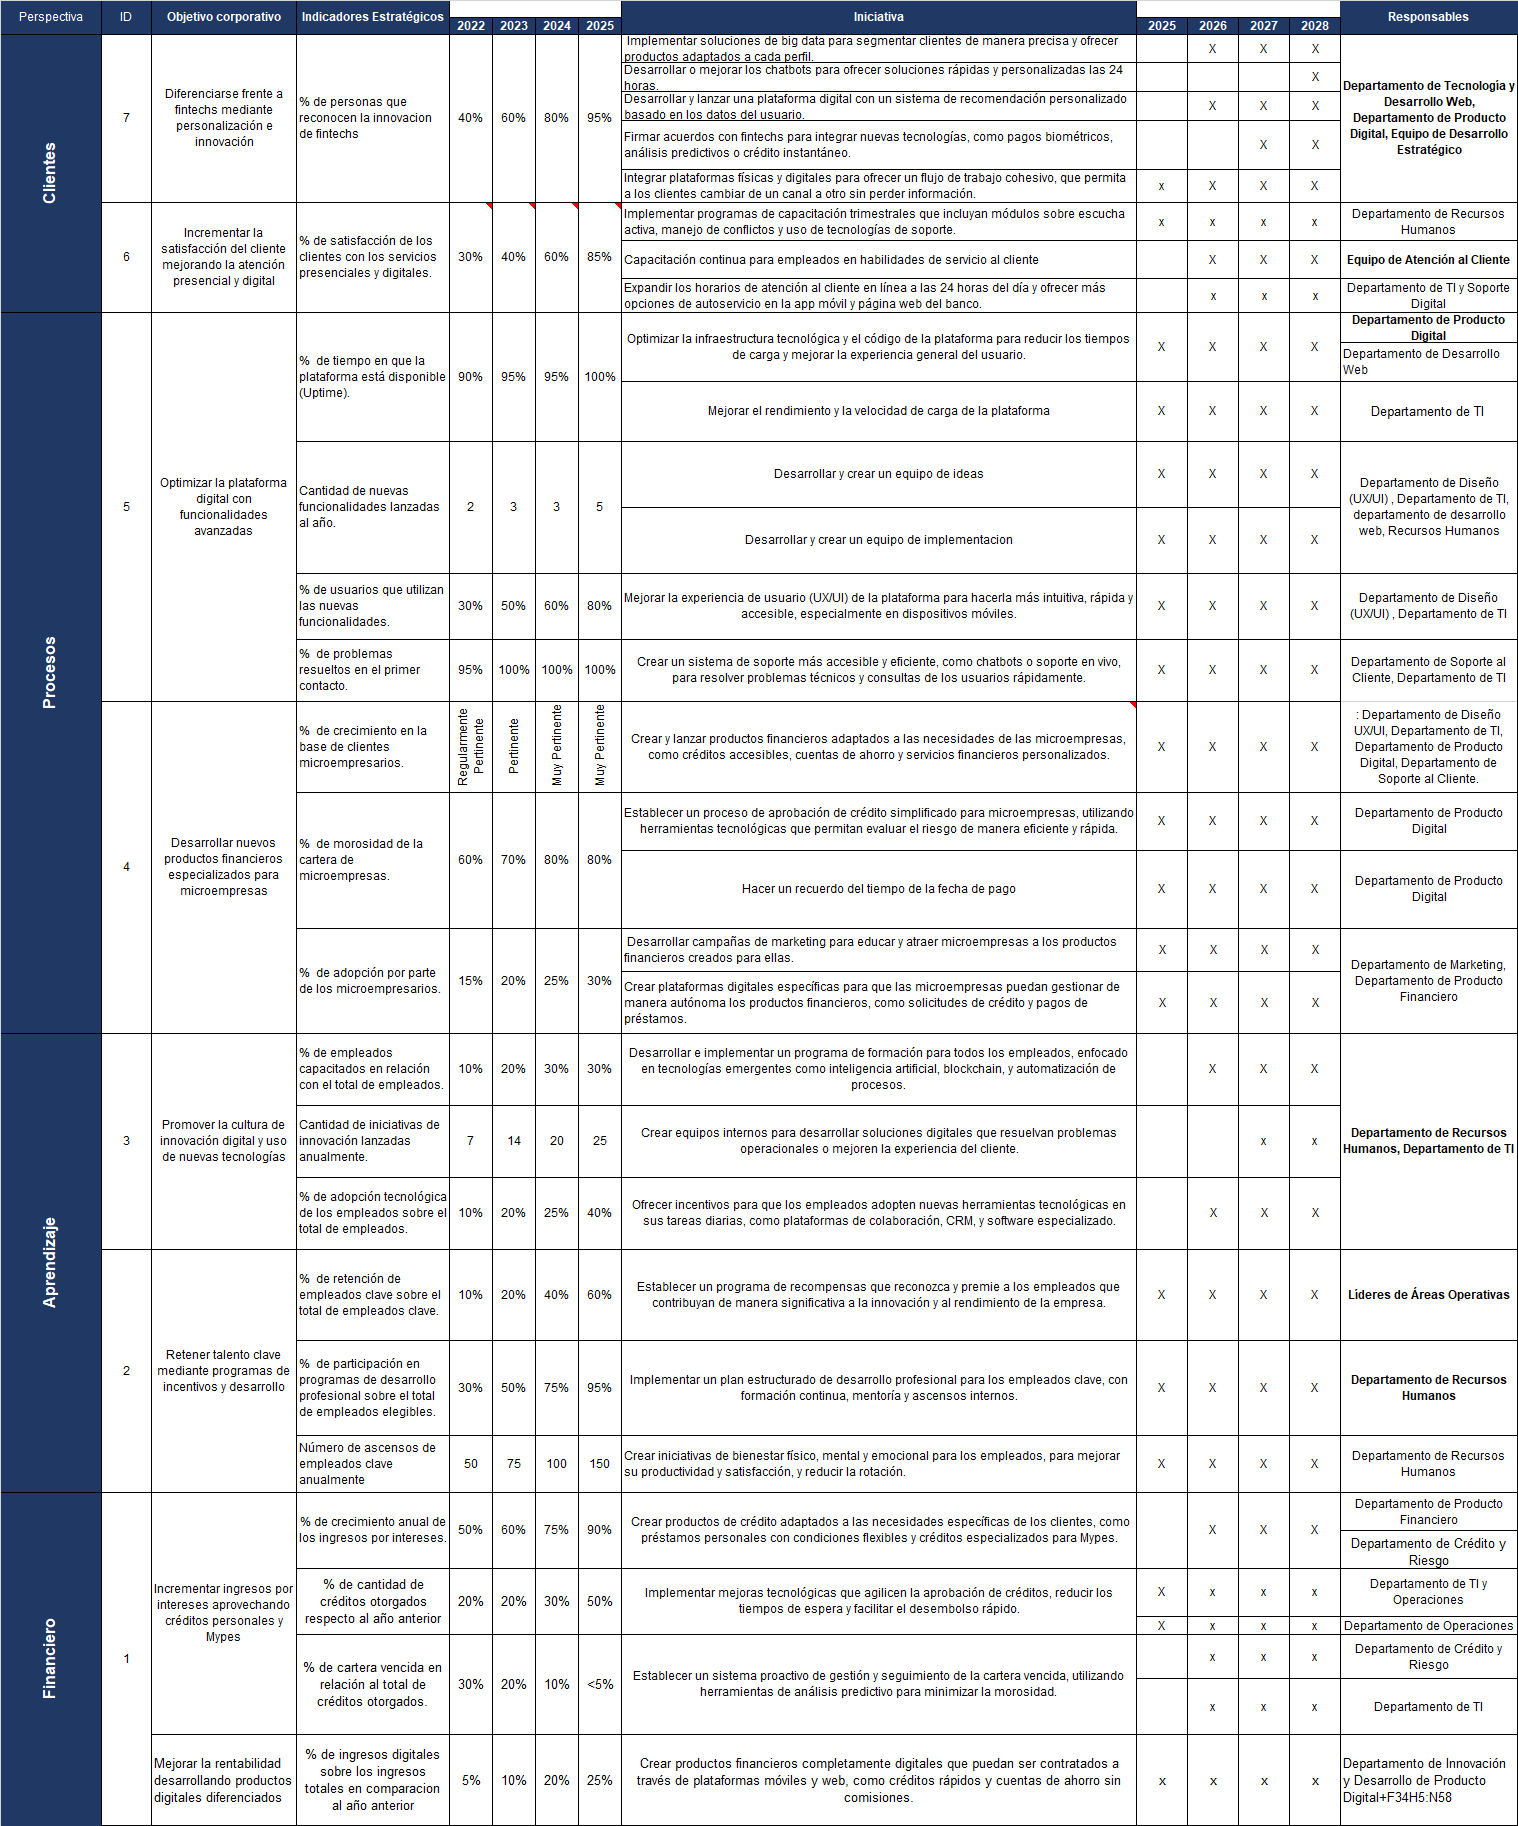 Perspectiva ID Objetivo corporativo Indicadores Estratégicos 2022 2023 2024 2025 Iniciativa 2025 2026 2027 2028 Responsables
Clientes
7
Diferenciarse frente a
fintechs mediante
personalización e
innovación
% de personas que
reconocen la innovacion
de fintechs
40% 60% 80% 95%
Implementar soluciones de big data para segmentar clientes de manera precisa y ofrecer
productos adaptados a cada perfil.
X X X
Desarrollar o mejorar los chatbots para ofrecer soluciones rápidas y personalizadas las 24
horas.
X
Desarrollar y lanzar una plataforma digital con un sistema de recomendación personalizado
basado en los datos del usuario.
X X X
Firmar acuerdos con fintechs para integrar nuevas tecnologías, como pagos biométricos,
análisis predictivos o crédito instantáneo.
X X
Integrar plataformas físicas y digitales para ofrecer un flujo de trabajo cohesivo, que permita
a los clientes cambiar de un canal a otro sin perder información.
x X X X
Departamento de Tecnología y
Desarrollo Web,
Departamento de Producto
Digital, Equipo de Desarrollo
Estratégico
6
Incrementar la
satisfacción del cliente
mejorando la atención
presencial y digital
% de satisfacción de los
clientes con los servicios
presenciales y digitales.
30% 40% 60% 85%
Implementar programas de capacitación trimestrales que incluyan módulos sobre escucha
activa, manejo de conflictos y uso de tecnologías de soporte.
x x x x
Departamento de Recursos
Humanos
Capacitación continua para empleados en habilidades de servicio al cliente
X X X
Equipo de Atención al Cliente
Expandir los horarios de atención al cliente en línea a las 24 horas del día y ofrecer más
opciones de autoservicio en la app móvil y página web del banco.
x x x
Departamento de TI y Soporte
Digital
Procesos
5
Optimizar la plataforma
digital con
funcionalidades
avanzadas
% de tiempo en que la
plataforma está disponible
(Uptime).
90% 95% 95% 100%
Optimizar la infraestructura tecnológica y el código de la plataforma para reducir los tiempos
de carga y mejorar la experiencia general del usuario.
X X X X
Departamento de Producto
Digital
Departamento de Desarrollo
Web
Mejorar el rendimiento y la velocidad de carga de la plataforma
X X X X
Departamento de TI
Cantidad de nuevas
funcionalidades lanzadas
al año.
2 3 3 5
Desarrollar y crear un equipo de ideas
X X X X
Desarrollar y crear un equipo de implementacion
X X X X
Departamento de Diseño
(UX/UI) , Departamento de TI,
departamento de desarrollo
web, Recursos Humanos
% de usuarios que utilizan
las nuevas
funcionalidades.
30% 50% 60% 80%
Mejorar la experiencia de usuario (UX/UI) de la plataforma para hacerla más intuitiva, rápida y
accesible, especialmente en dispositivos móviles.
X X X X
Departamento de Diseño
(UX/UI) , Departamento de TI
% de problemas
resueltos en el primer
contacto.
95% 100% 100% 100%
Crear un sistema de soporte más accesible y eficiente, como chatbots o soporte en vivo,
para resolver problemas técnicos y consultas de los usuarios rápidamente.
X X X X
Departamento de Soporte al
Cliente, Departamento de TI
4
Desarrollar nuevos
productos financieros
especializados para
microempresas
% de crecimiento en la
base de clientes
microempresarios.
Regularmente
Pertinente
Pertinente
Muy Pertinente
Muy Pertinente
Crear y lanzar productos financieros adaptados a las necesidades de las microempresas,
como créditos accesibles, cuentas de ahorro y servicios financieros personalizados.
X X X X
: Departamento de Diseño
UX/UI, Departamento de TI,
Departamento de Producto
Digital, Departamento de
Soporte al Cliente.
% de morosidad de la
cartera de
microempresas.
60% 70% 80% 80%
Establecer un proceso de aprobación de crédito simplificado para microempresas, utilizando
herramientas tecnológicas que permitan evaluar el riesgo de manera eficiente y rápida.
X X X X
Departamento de Producto
Digital
Hacer un recuerdo del tiempo de la fecha de pago
X X X X
Departamento de Producto
Digital
% de adopción por parte
de los microempresarios.
15% 20% 25% 30%
Desarrollar campañas de marketing para educar y atraer microempresas a los productos
financieros creados para ellas.
X X X X
Crear plataformas digitales específicas para que las microempresas puedan gestionar de
manera autónoma los productos financieros, como solicitudes de crédito y pagos de
préstamos.
X X X X
Departamento de Marketing,
Departamento de Producto
Financiero
Aprendizaje
3
Promover la cultura de
innovación digital y uso
de nuevas tecnologías
% de empleados
capacitados en relación
con el total de empleados.
10% 20% 30% 30%
Desarrollar e implementar un programa de formación para todos los empleados, enfocado
en tecnologías emergentes como inteligencia artificial, blockchain, y automatización de
procesos.
X X X
Cantidad de iniciativas de
innovación lanzadas
anualmente.
7 14 20 25
Crear equipos internos para desarrollar soluciones digitales que resuelvan problemas
operacionales o mejoren la experiencia del cliente.
x x
Departamento de Recursos
Humanos, Departamento de TI
% de adopción tecnológica
de los empleados sobre el
total de empleados.
10% 20% 25% 40%
Ofrecer incentivos para que los empleados adopten nuevas herramientas tecnológicas en
sus tareas diarias, como plataformas de colaboración, CRM, y software especializado.
X X X
2
Retener talento clave
mediante programas de
incentivos y desarrollo
% de retención de
empleados clave sobre el
total de empleados clave.
10% 20% 40% 60%
Establecer un programa de recompensas que reconozca y premie a los empleados que
contribuyan de manera significativa a la innovación y al rendimiento de la empresa.
X X X X
Líderes de Áreas Operativas
% de participación en
programas de desarrollo
profesional sobre el total
de empleados elegibles.
30% 50% 75% 95%
Implementar un plan estructurado de desarrollo profesional para los empleados clave, con
formación continua, mentoría y ascensos internos.
X X X X
Departamento de Recursos
Humanos
Número de ascensos de
empleados clave
anualmente
50 75 100 150
Crear iniciativas de bienestar físico, mental y emocional para los empleados, para mejorar
su productividad y satisfacción, y reducir la rotación.
X X X X
Departamento de Recursos
Humanos
Financiero
1
Incrementar ingresos por
intereses aprovechando
créditos personales y
Mypes
% de crecimiento anual de
los ingresos por intereses.
50% 60% 75% 90%
Crear productos de crédito adaptados a las necesidades específicas de los clientes, como
préstamos personales con condiciones flexibles y créditos especializados para Mypes.
X X X
Departamento de Producto
Financiero
Departamento de Crédito y
Riesgo
% de cantidad de
créditos otorgados
respecto al año anterior
20% 20% 30% 50%
Implementar mejoras tecnológicas que agilicen la aprobación de créditos, reducir los
tiempos de espera y facilitar el desembolso rápido.
X x x x
Departamento de TI y
Operaciones
X x x x
Departamento de Operaciones
% de cartera vencida en
relación al total de
créditos otorgados.
30% 20% 10% <5%
Establecer un sistema proactivo de gestión y seguimiento de la cartera vencida, utilizando
herramientas de análisis predictivo para minimizar la morosidad.
x x x
Departamento de Crédito y
Riesgo
x x x
Departamento de TI
Mejorar la rentabilidad
desarrollando productos
digitales diferenciados
% de ingresos digitales
sobre los ingresos
totales en comparacion
al año anterior
5% 10% 20% 25%
Crear productos financieros completamente digitales que puedan ser contratados a
través de plataformas móviles y web, como créditos rápidos y cuentas de ahorro sin
comisiones.
x x x x
Departamento de Innovación
y Desarrollo de Producto
Digital+F34H5:N58